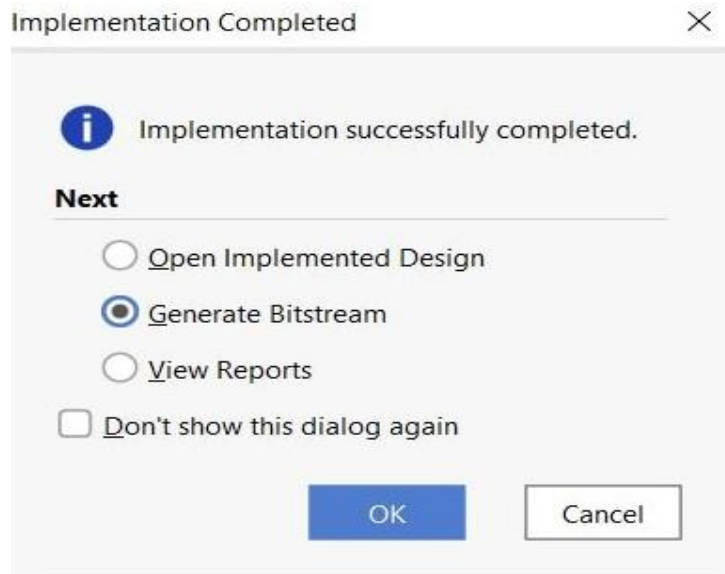 Implementation Completed
Implementation successfully completed.
Next
Open Implemented Design
Generate Bitstream
View Reports
Don't show this dialog again
OK
Cancel